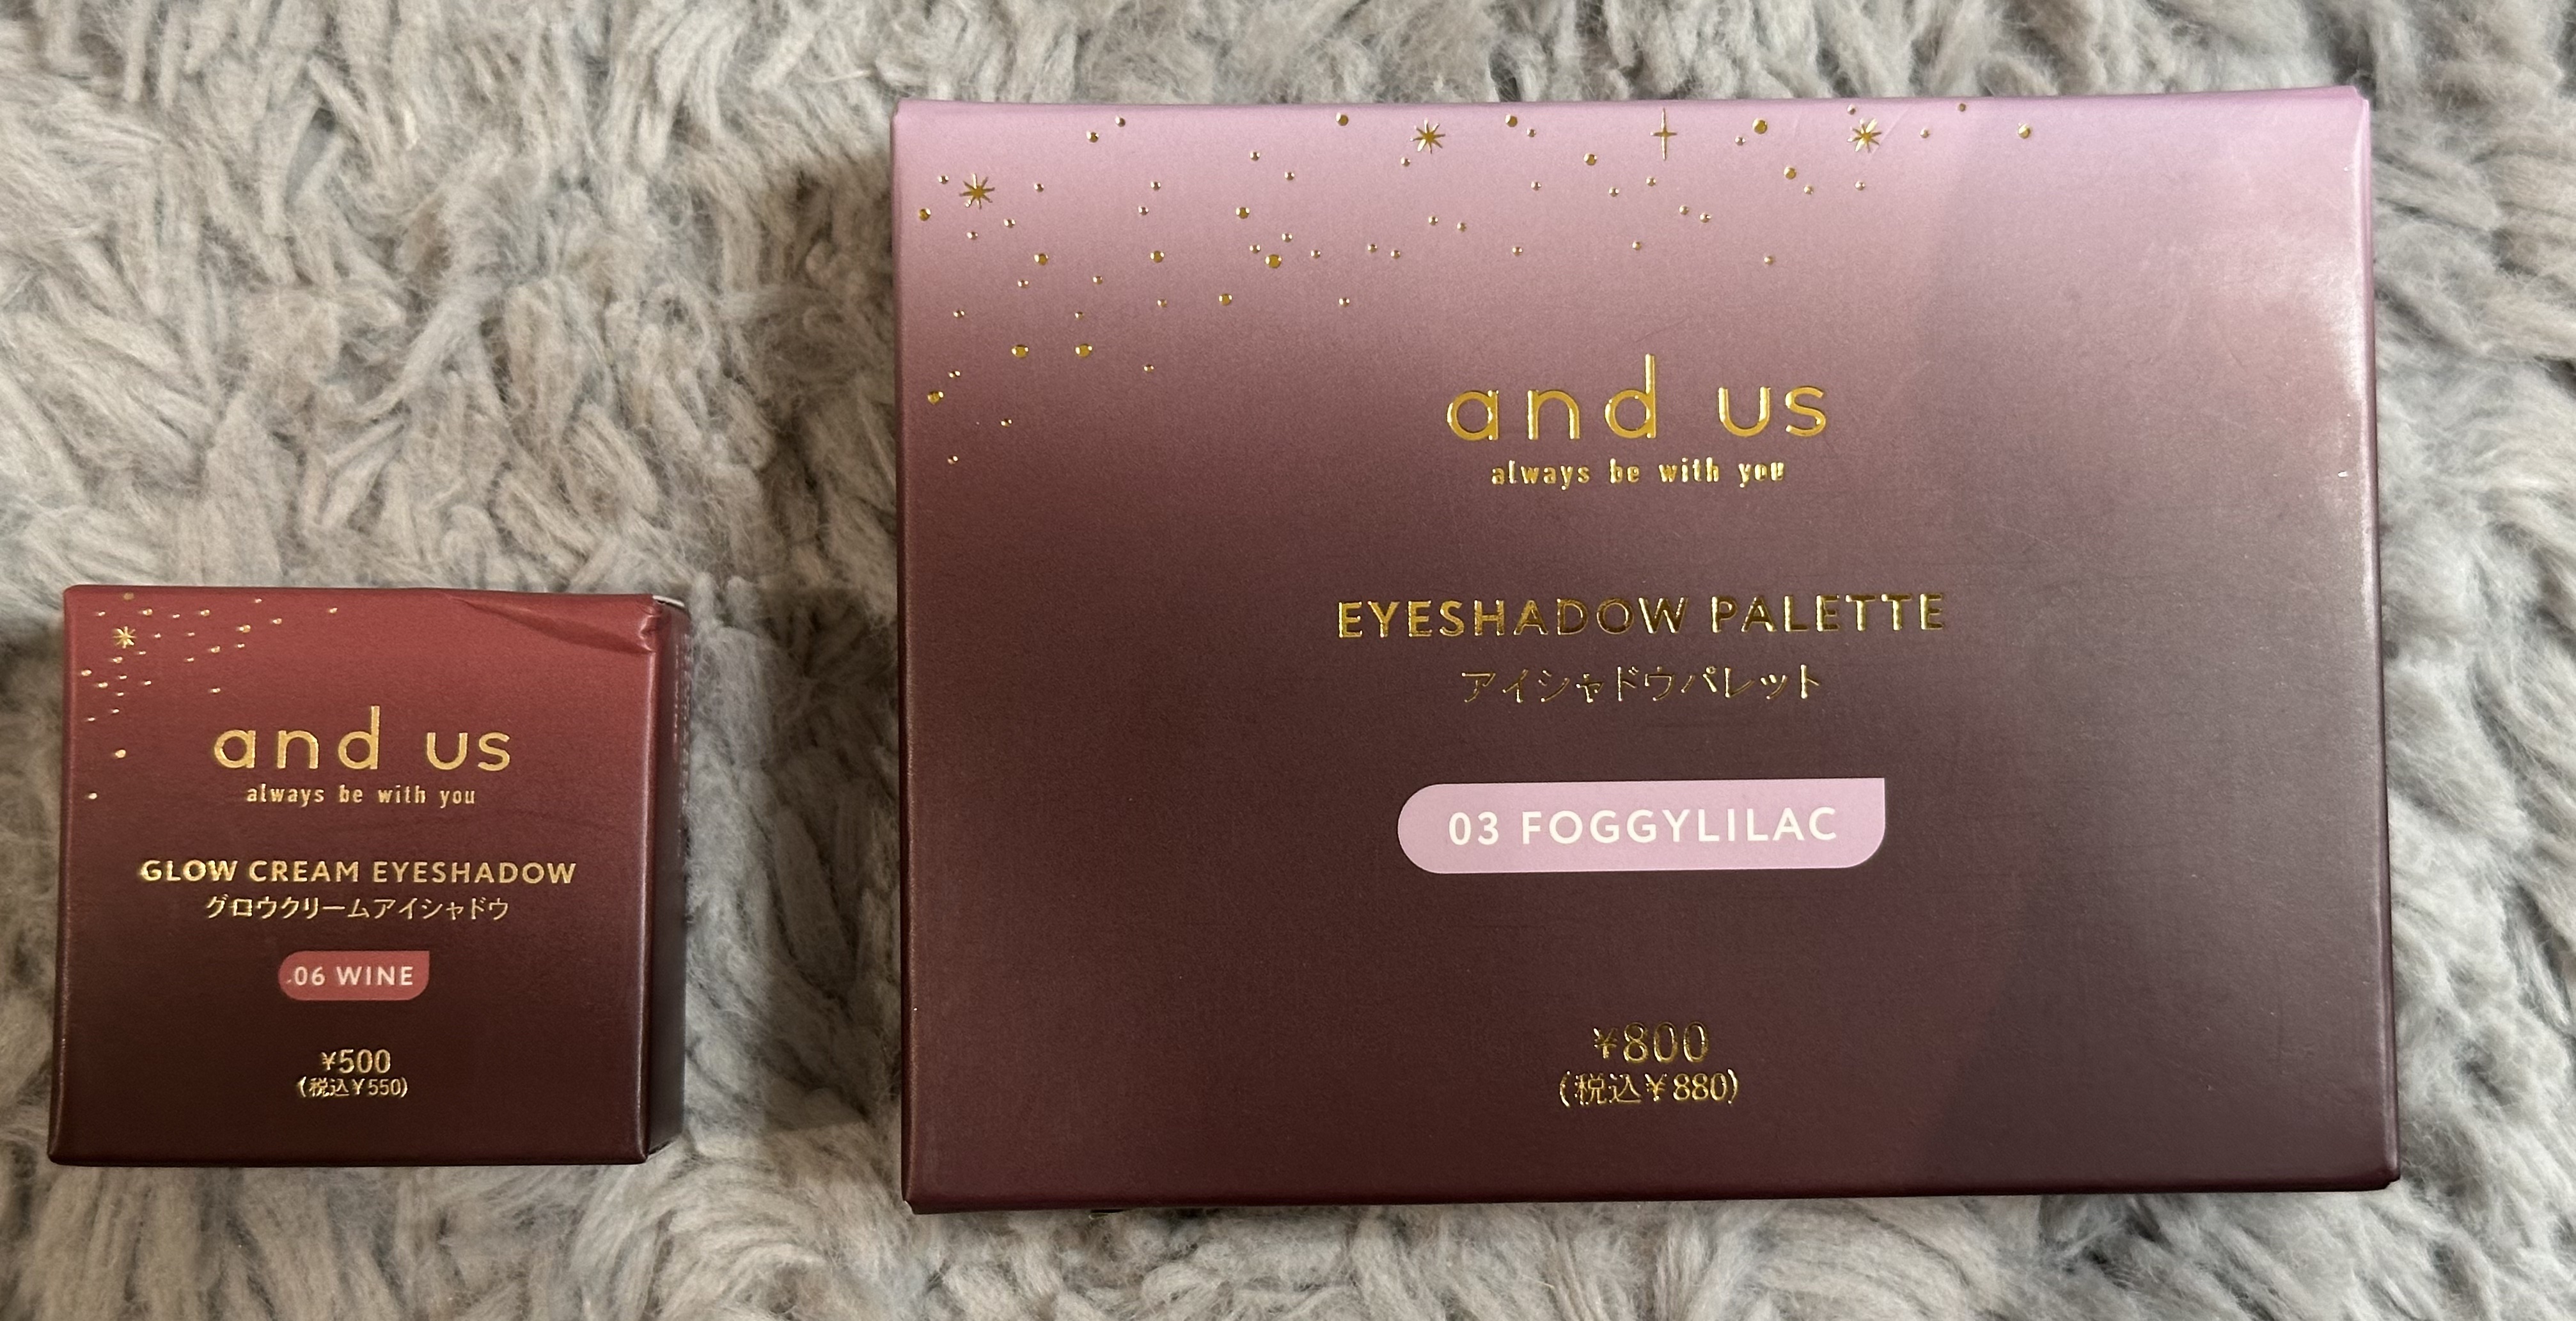 and us
always be with you
GLOW CREAM EYESHADOW
グロウクリームアイシャドウ
06 WINE
¥500
(税込¥550)
and us
always be with you
EYESHADOW PALETTE
アイシャドウパレット
03 FOGGYLILAC
¥800
(税込¥880)